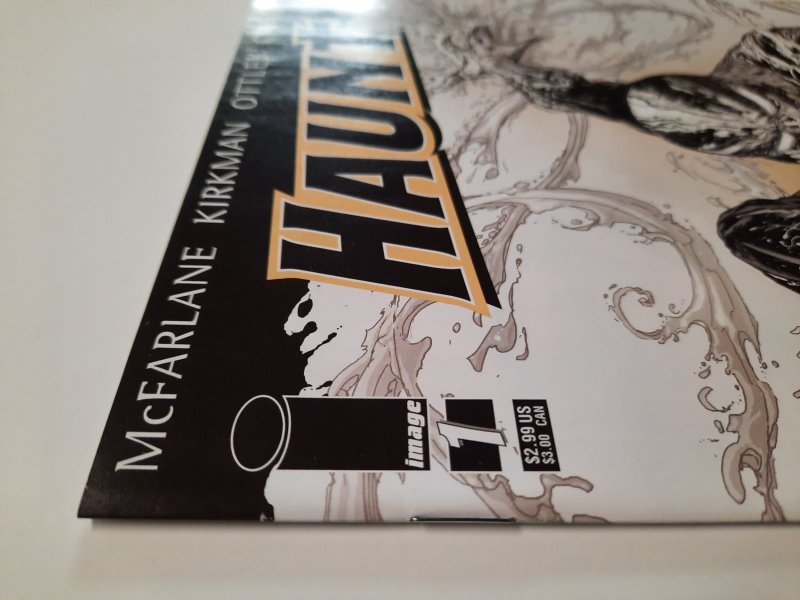 McFARLANE KIRKMAN OTTLEY
HAUNT
image
1
$2.99 US
$3.00 CAN